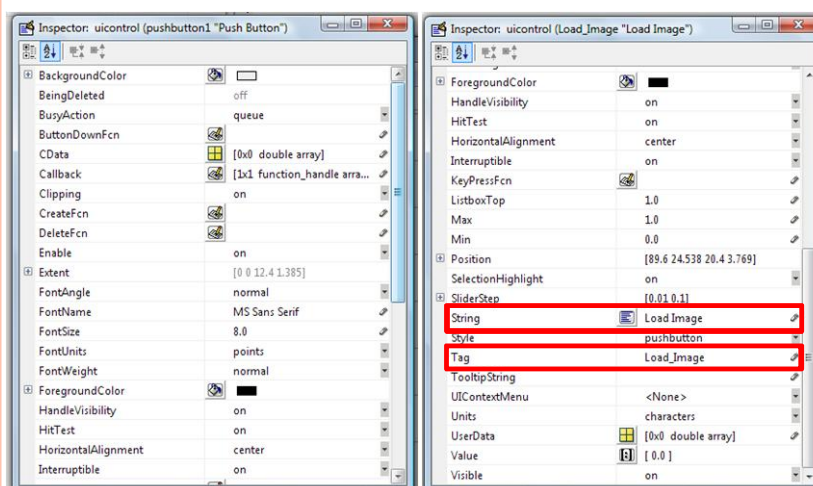 Inspector: uicontrol (pushbutton1 "Push Button")
BackgroundColor
BeingDeleted off
BusyAction queue
ButtonDownFcn
CData [0x0 double array]
Callback [1x1 function_handle arra...
Clipping on
CreateFcn
DeleteFcn
Enable on
Extent [0 0 12.4 1.385]
FontAngle normal
FontName MS Sans Serif
FontSize 8.0
FontUnits points
FontWeight normal
ForegroundColor
HandleVisibility on
HitTest on
HorizontalAlignment center
Interruptible on
Inspector: uicontrol (Load_Image "Load Image")
ForegroundColor
HandleVisibility on
HitTest on
HorizontalAlignment center
Interruptible on
KeyPressFcn
ListboxTop 1.0
Max 1.0
Min 0.0
Position [89.6 24.538 20.4 3.769]
SelectionHighlight on
SliderStep [0.01 0.1]
String Load Image
Style pushbutton
Tag Load_Image
TooltipString
UIContextMenu <None>
Units characters
UserData [0x0 double array]
Value [ 0.0 ]
Visible on